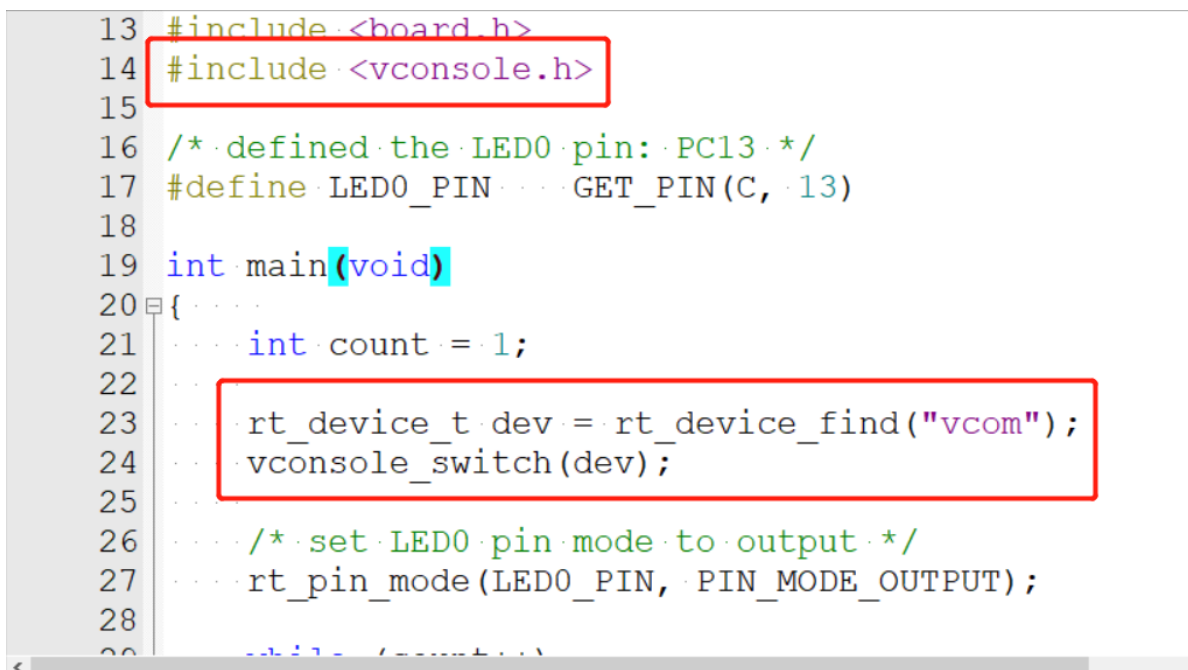 13 #include <board.h>
14 #include <vconsole.h>
15
16 /* defined the LED0 pin: PC13 */
17 #define LED0_PIN    GET_PIN(C, 13)
18
19 int main(void)
20 {
21     int count = 1;
22
23     rt_device_t dev = rt_device_find("vcom");
24     vconsole_switch(dev);
25
26     /* set LED0 pin mode to output */
27     rt_pin_mode(LED0_PIN, PIN_MODE_OUTPUT);
28